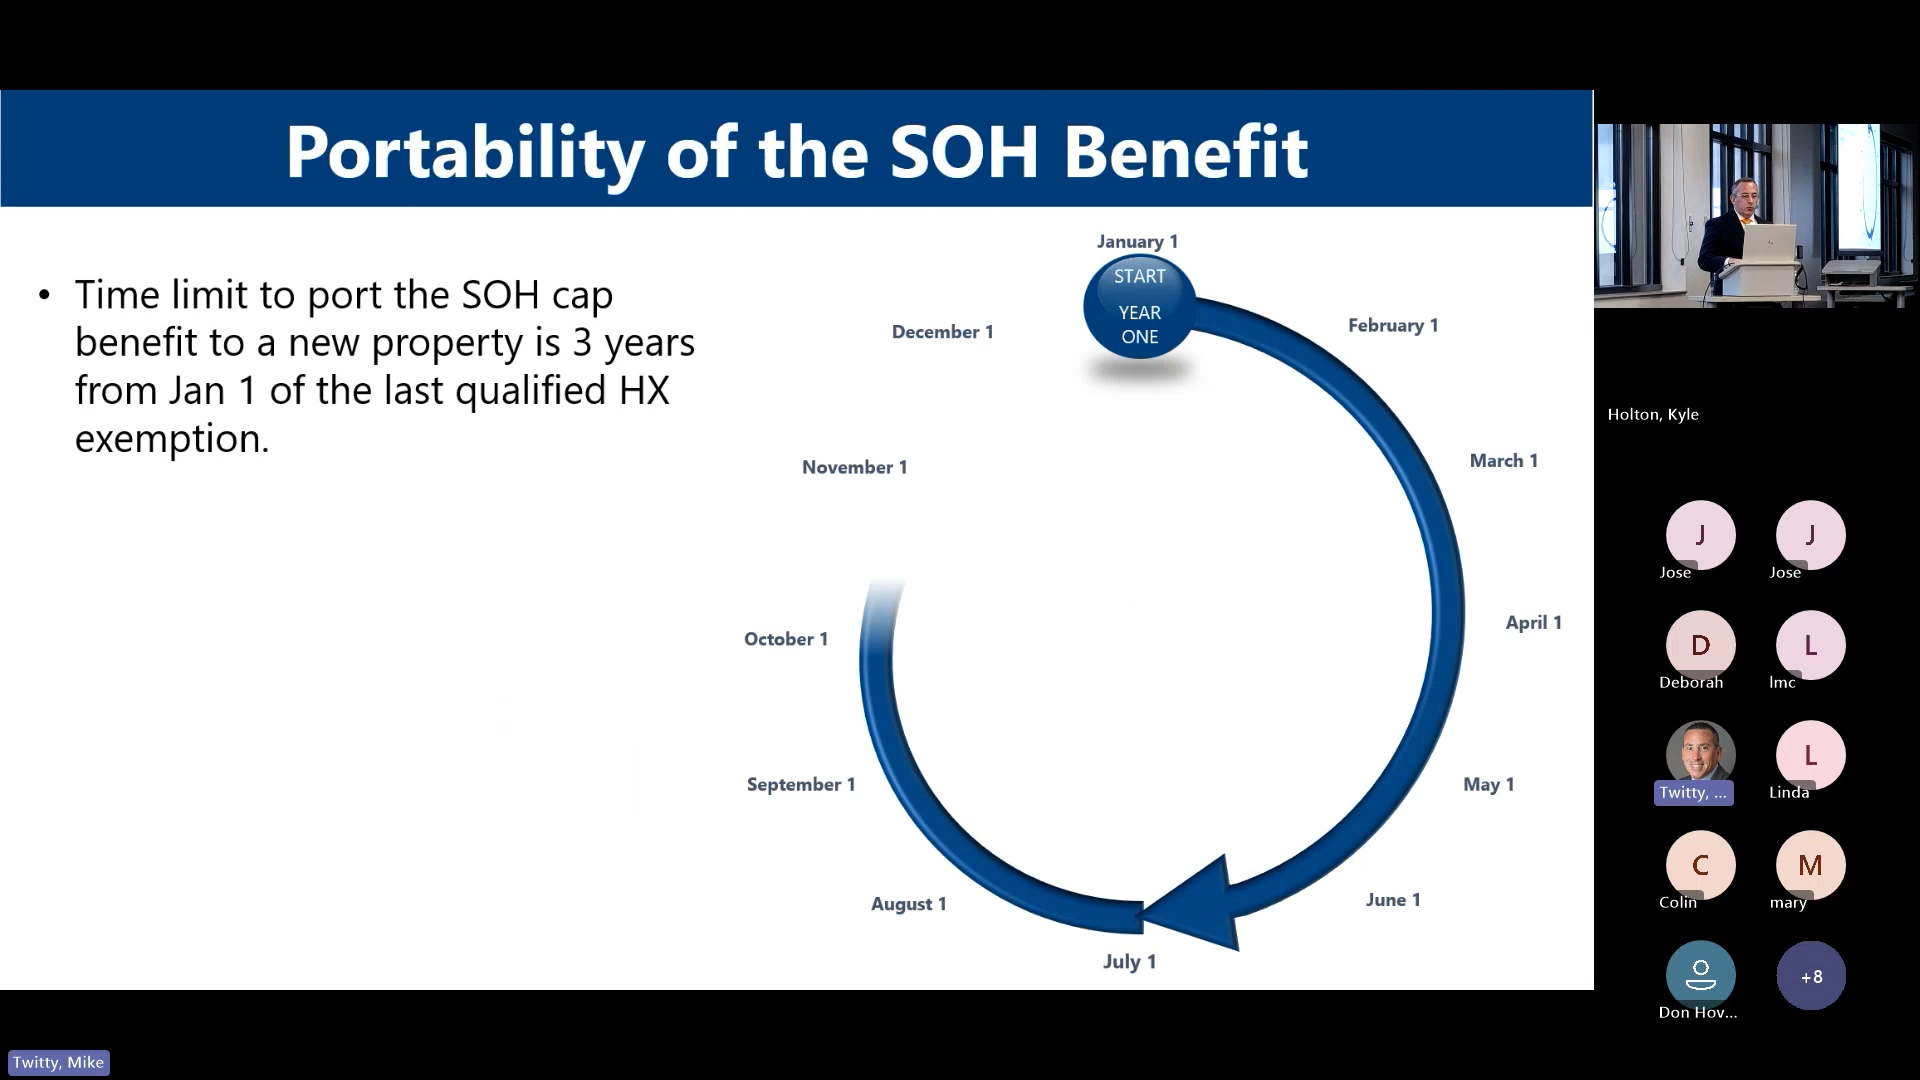 Portability of the SOH Benefit
• Time limit to port the SOH cap
benefit to a new property is 3 years
from Jan 1 of the last qualified HX
exemption.
January 1
START
YEAR
ONE
February 1
March 1
April 1
May 1
June 1
July 1
August 1
September 1
October 1
November 1
December 1
Holton, Kyle
J
Jose
J
Jose
D
Deborah
L
lmc
Twitty, ...
L
Linda
C
Colin
M
mary
Don Hov...
+8
Twitty, Mike